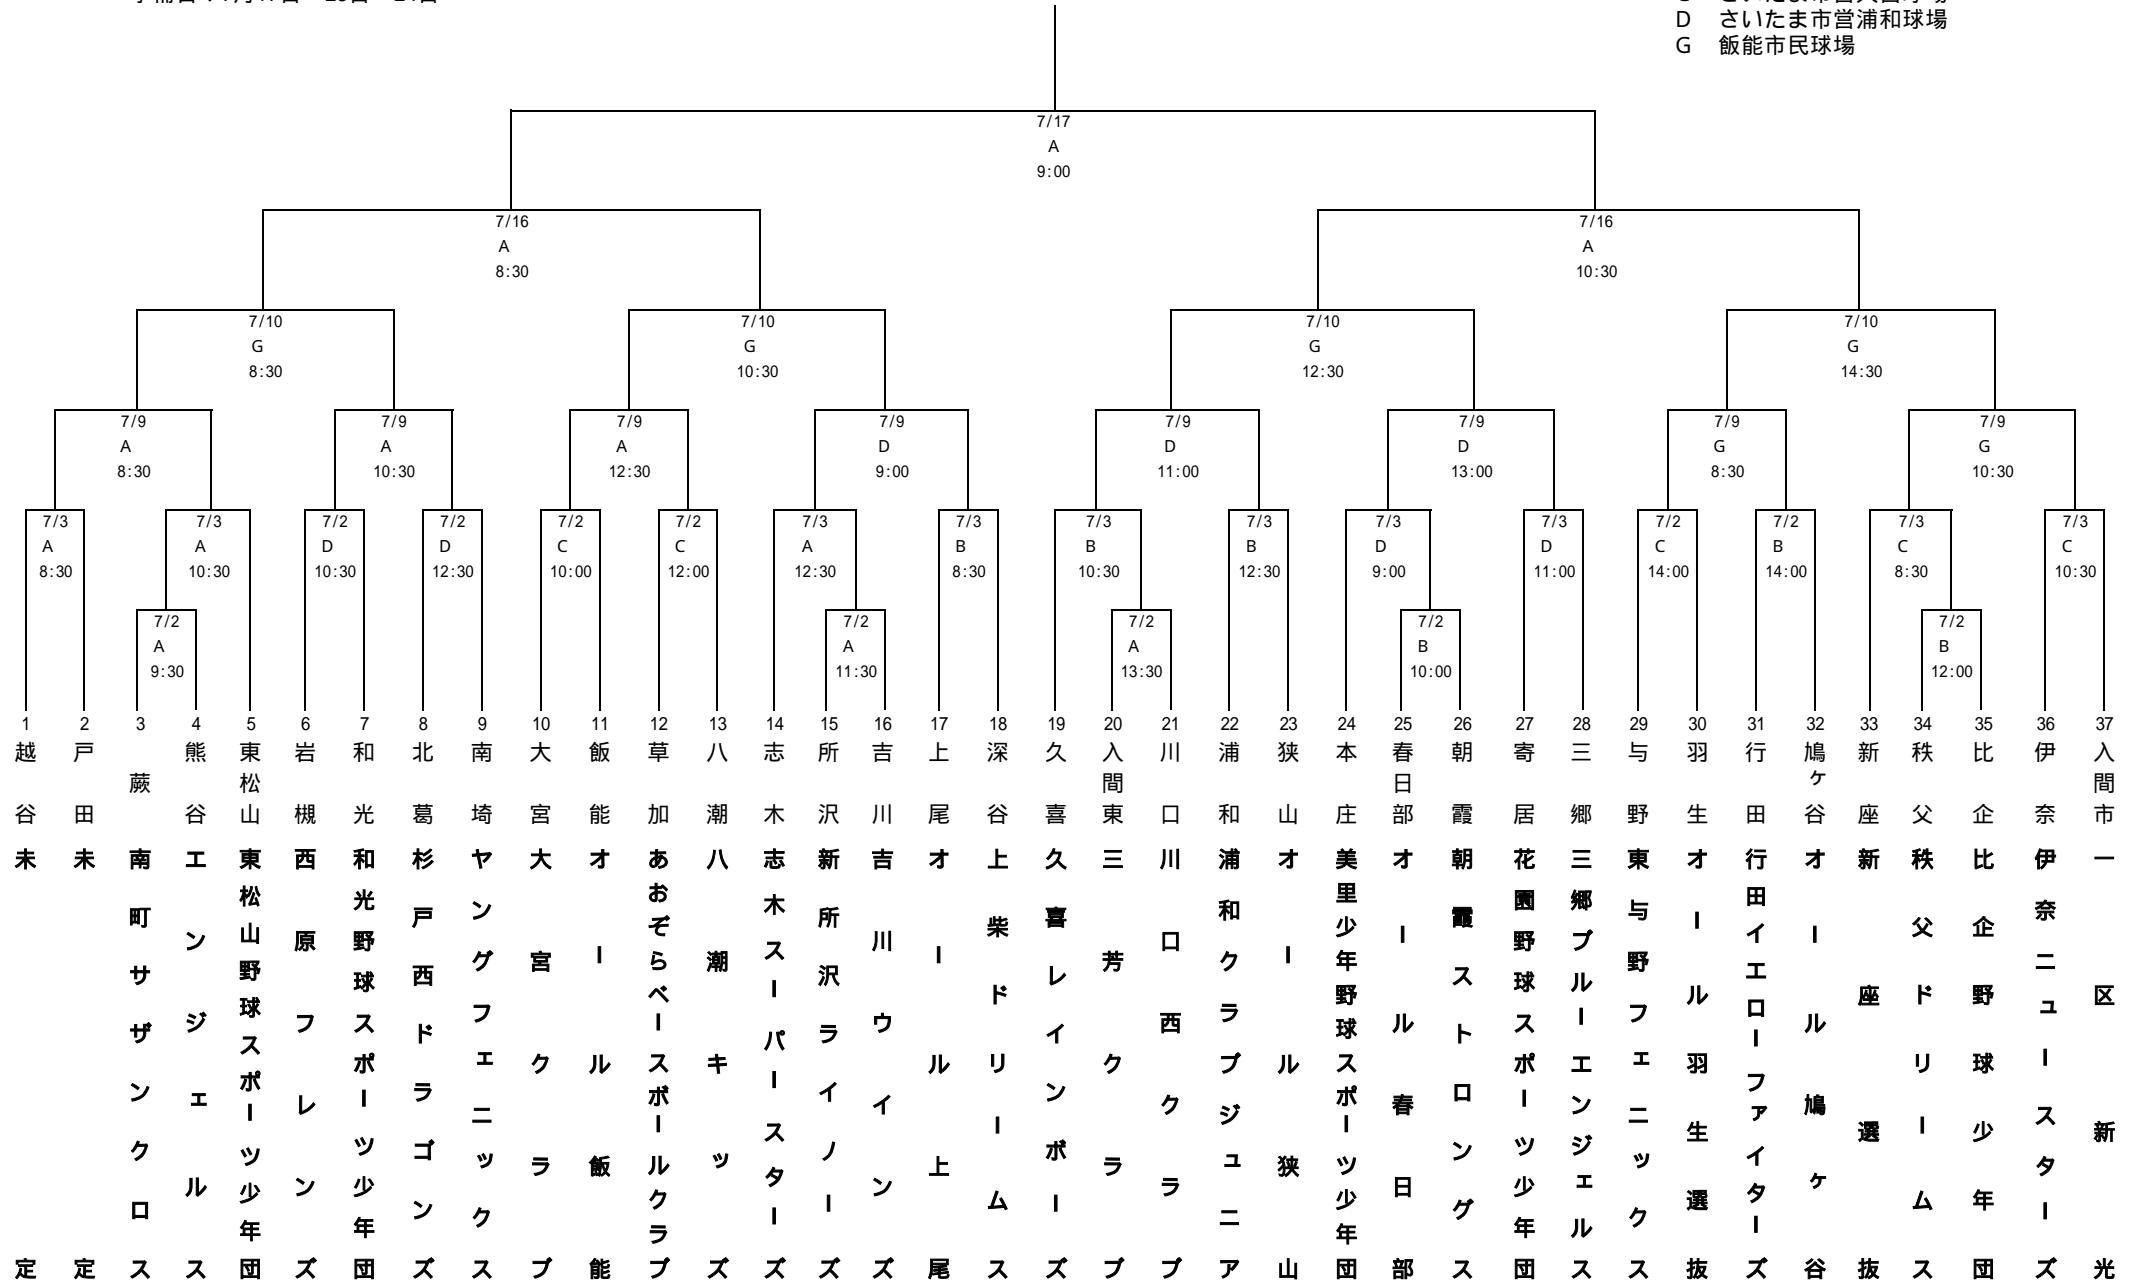 D さいたま市営浦和球場
G 飯能市民球場
7/17
A
9:00
7/16 7/16
A A
8:30 10:30
7/10 7/10 7/10 7/10
G G G G
8:30 10:30 12:30 14:30
7/9 7/9 7/9 7/9 7/9 7/9 7/9 7/9
A A A D D D G G
8:30 10:30 12:30 9:00 11:00 13:00 8:30 10:30
7/3 7/3 7/2 7/2 7/2 7/2 7/3 7/3 7/3 7/3 7/3 7/3 7/2 7/2 7/3 7/3
A A D D C C A B B B D D C B C C
8:30 10:30 10:30 12:30 10:00 12:00 12:30 8:30 10:30 12:30 9:00 11:00 14:00 14:00 8:30 10:30
7/2 7/2 7/2 7/2 7/2
A A A B B
9:30 11:30 13:30 10:00 12:00
1 越谷 未定
2 戸田 未定
3 蕨 南町サザンクロス
4 熊谷 エンジェルス
5 東松山 東松山野球スポーツ少年団
6 岩槻 西原フレンズ
7 和光 和光野球スポーツ少年団
8 北葛 杉戸西ドラゴンズ
9 南埼 ヤングフェニックス
10 大宮 大宮クラブ
11 飯能 オール飯能
12 草加 あおぞらベースボールクラブ
13 八潮 八潮キッズ
14 志木 志木スーパースターズ
15 所沢 新所沢ライノーズ
16 吉川 吉川ウイングズ
17 上尾 オール上尾
18 深谷 上柴ドリームス
19 久喜 久喜レインボーズ
20 入間東 三芳クラブ
21 川口 川口西クラブ
22 浦和 浦和クラブジュニア
23 狭山 オール狭山
24 本庄 美里少年野球スポーツ少年団
25 春日部 オール春日部
26 朝霞 朝霞ストロングス
27 寄居 花園野球スポーツ少年団
28 三郷 三郷ブルーエンジェルス
29 与野 東与野フェニックス
30 羽生 オール羽生選抜
31 行田 行田イエローファイターズ
32 鳩ヶ谷 オール鳩ヶ谷
33 新座 新座選抜
34 秩父 秩父ドリームス
35 比企 比企野球少年団
36 伊奈 伊奈ニュースターズ
37 入間市 一区新光